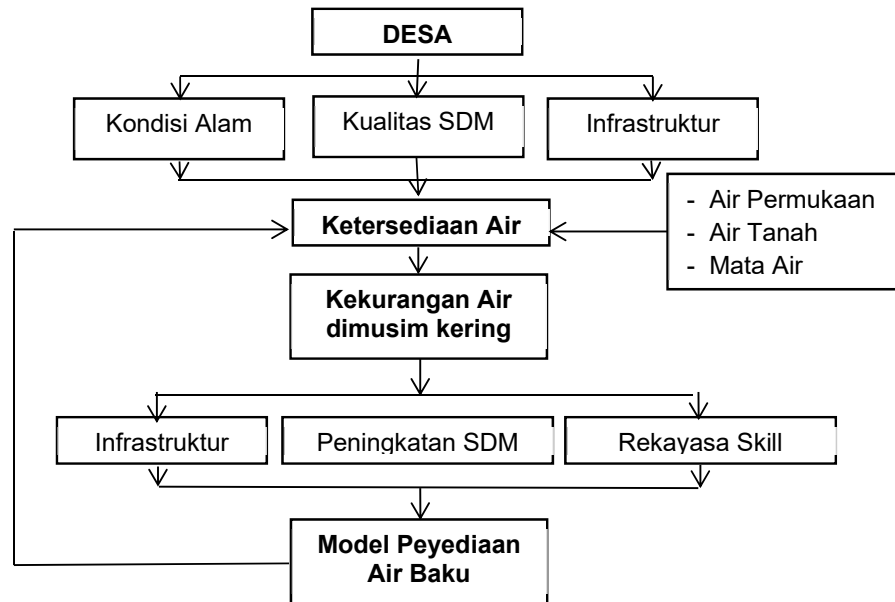 DESA
Kondisi Alam
Kualitas SDM
Infrastruktur
- Air Permukaan
- Air Tanah
- Mata Air
Ketersediaan Air
Kekurangan Air
dimusim kering
Infrastruktur
Peningkatan SDM
Rekayasa Skill
Model Peyediaan
Air Baku